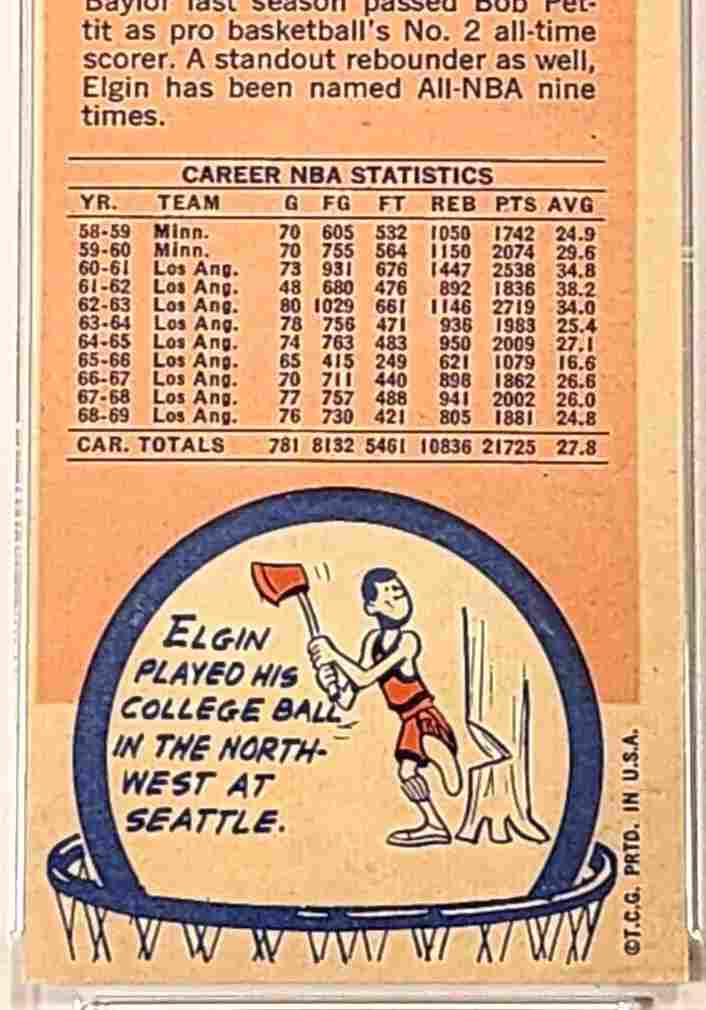 Baylor last season passed Bob Pet-
tit as pro basketball's No. 2 all-time
scorer. A standout rebounder as well,
Elgin has been named All-NBA nine
times.
CAREER NBA STATISTICS
YR. TEAM G FG FT REB PTS AVG
58-59 Minn. 70 605 532 1050 1742 24.9
59-60 Minn. 70 755 564 1150 2074 29.6
60-61 Los Ang. 73 931 676 1447 2538 34.8
61-62 Los Ang. 48 680 476 892 1836 38.2
62-63 Los Ang. 80 1029 661 1146 2719 34.0
63-64 Los Ang. 78 756 471 936 1983 25.4
64-65 Los Ang. 74 763 483 950 2009 27.1
65-66 Los Ang. 65 415 249 621 1079 16.6
66-67 Los Ang. 70 711 440 898 1862 26.6
67-68 Los Ang. 77 757 488 941 2002 26.0
68-69 Los Ang. 76 730 421 805 1881 24.8
CAR. TOTALS 781 8132 5461 10836 21725 27.8
ELGIN
PLAYED HIS
COLLEGE BALL
IN THE NORTH-
WEST AT
SEATTLE.
©T.C.G. PRTD. IN U.S.A.